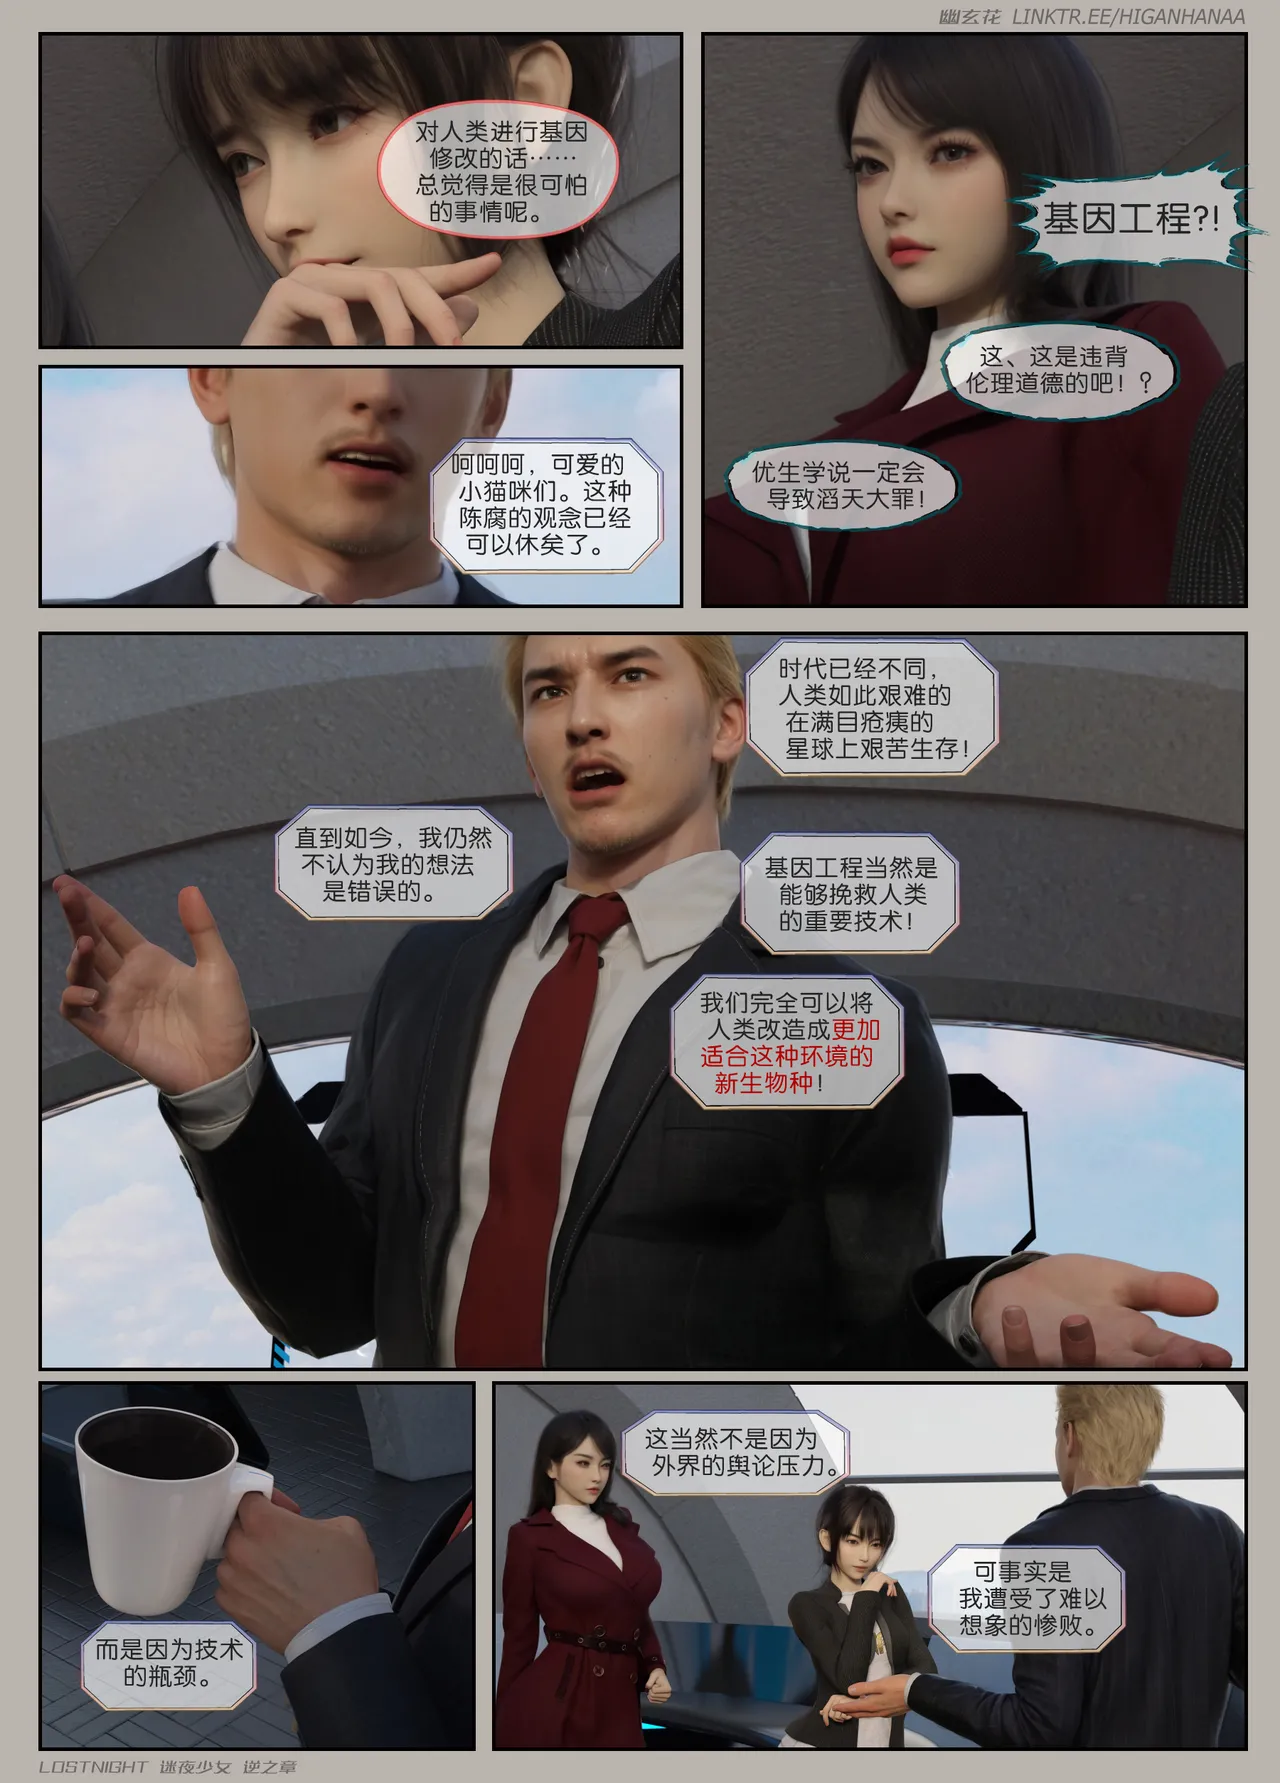 幽玄花 LINKTR.EE/HIGANHANAA
对人类进行基因
修改的话……
总觉得是很可怕
的事情呢。
基因工程?!
这、这是违背
伦理道德的吧！？
优生学说一定会
导致滔天大罪！
呵呵呵，可爱的
小猫咪们。这种
陈腐的观念已经
可以休矣了。
时代已经不同，
人类如此艰难的
在满目疮痍的
星球上艰苦生存！
直到如今，我仍然
不认为我的想法
是错误的。
基因工程当然是
能够挽救人类
的重要技术！
我们完全可以将
人类改造成更加
适合这种环境的
新生物种！
这当然不是因为
外界的舆论压力。
而是因为技术
的瓶颈。
可事实是
我遭受了难以
想象的惨败。
LOSTNIGHT 迷夜少女 逆之章